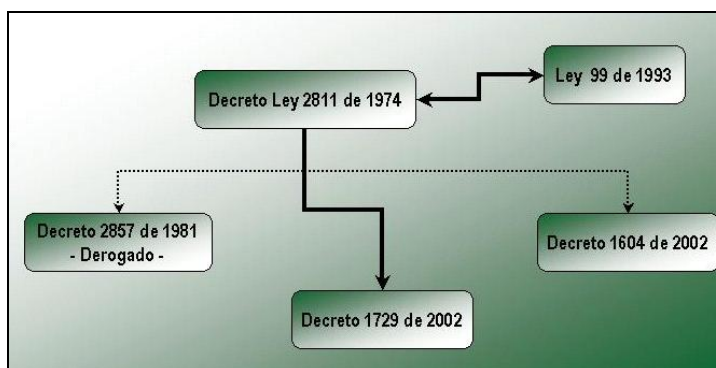 Ley 99 de 1993
Decreto Ley 2811 de 1974
Decreto 2857 de 1981
- Derogado -
Decreto 1604 de 2002
Decreto 1729 de 2002